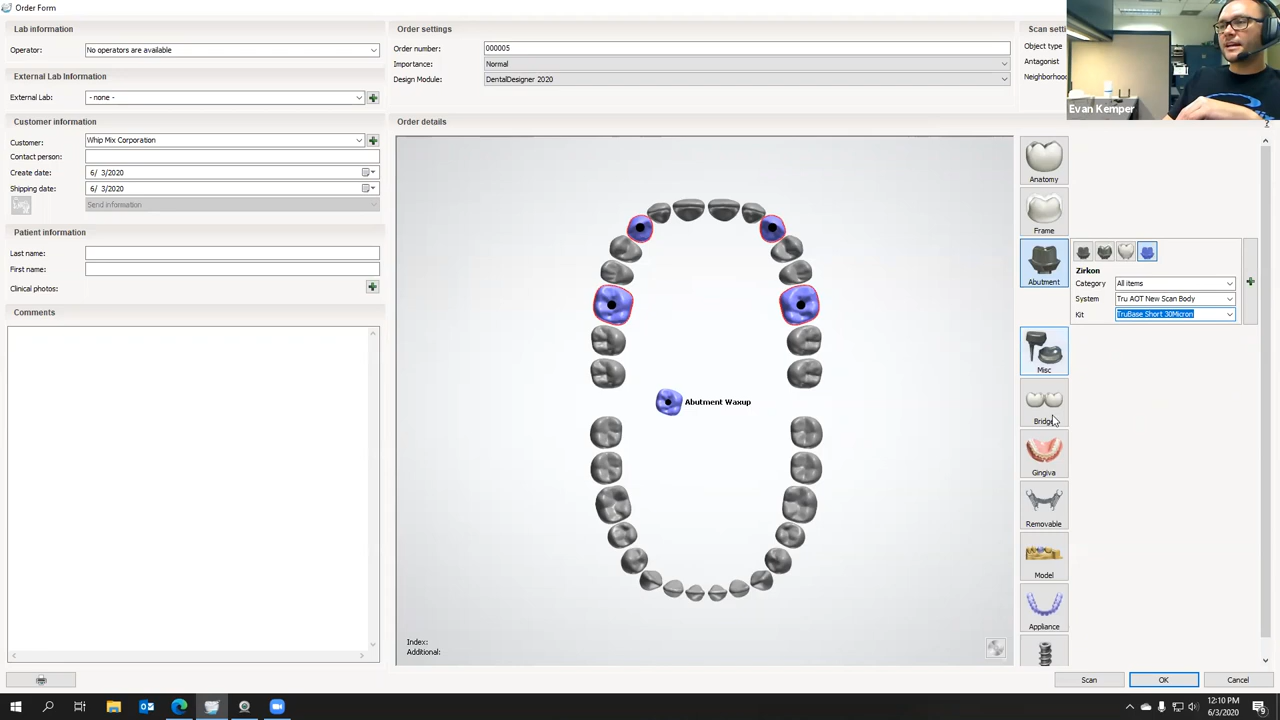 Order Form
Lab information
Operator:
No operators are available
External Lab Information
External Lab:
- none -
Customer information
Customer:
Whip Mix Corporation
Contact person:
Create date:
6/ 3/2020
Shipping date:
6/ 3/2020
Send information
Patient information
Last name:
First name:
Clinical photos:
Comments
Order settings
Order number:
000005
Importance:
Normal
Design Module:
DentalDesigner 2020
Order details
Abutment Waxup
Index:
Additional:
Scan setti
Object type
Antagonist
Neighborhoo
Evan Kemper
?
Anatomy
Frame
Abutment
Misc
Bridge
Gingiva
Removable
Model
Appliance
Zirkon
Category
All items
System
Tru AOT New Scan Body
Kit
TruBase Short 30Micron
Scan
OK
Cancel
12:10 PM
6/3/2020